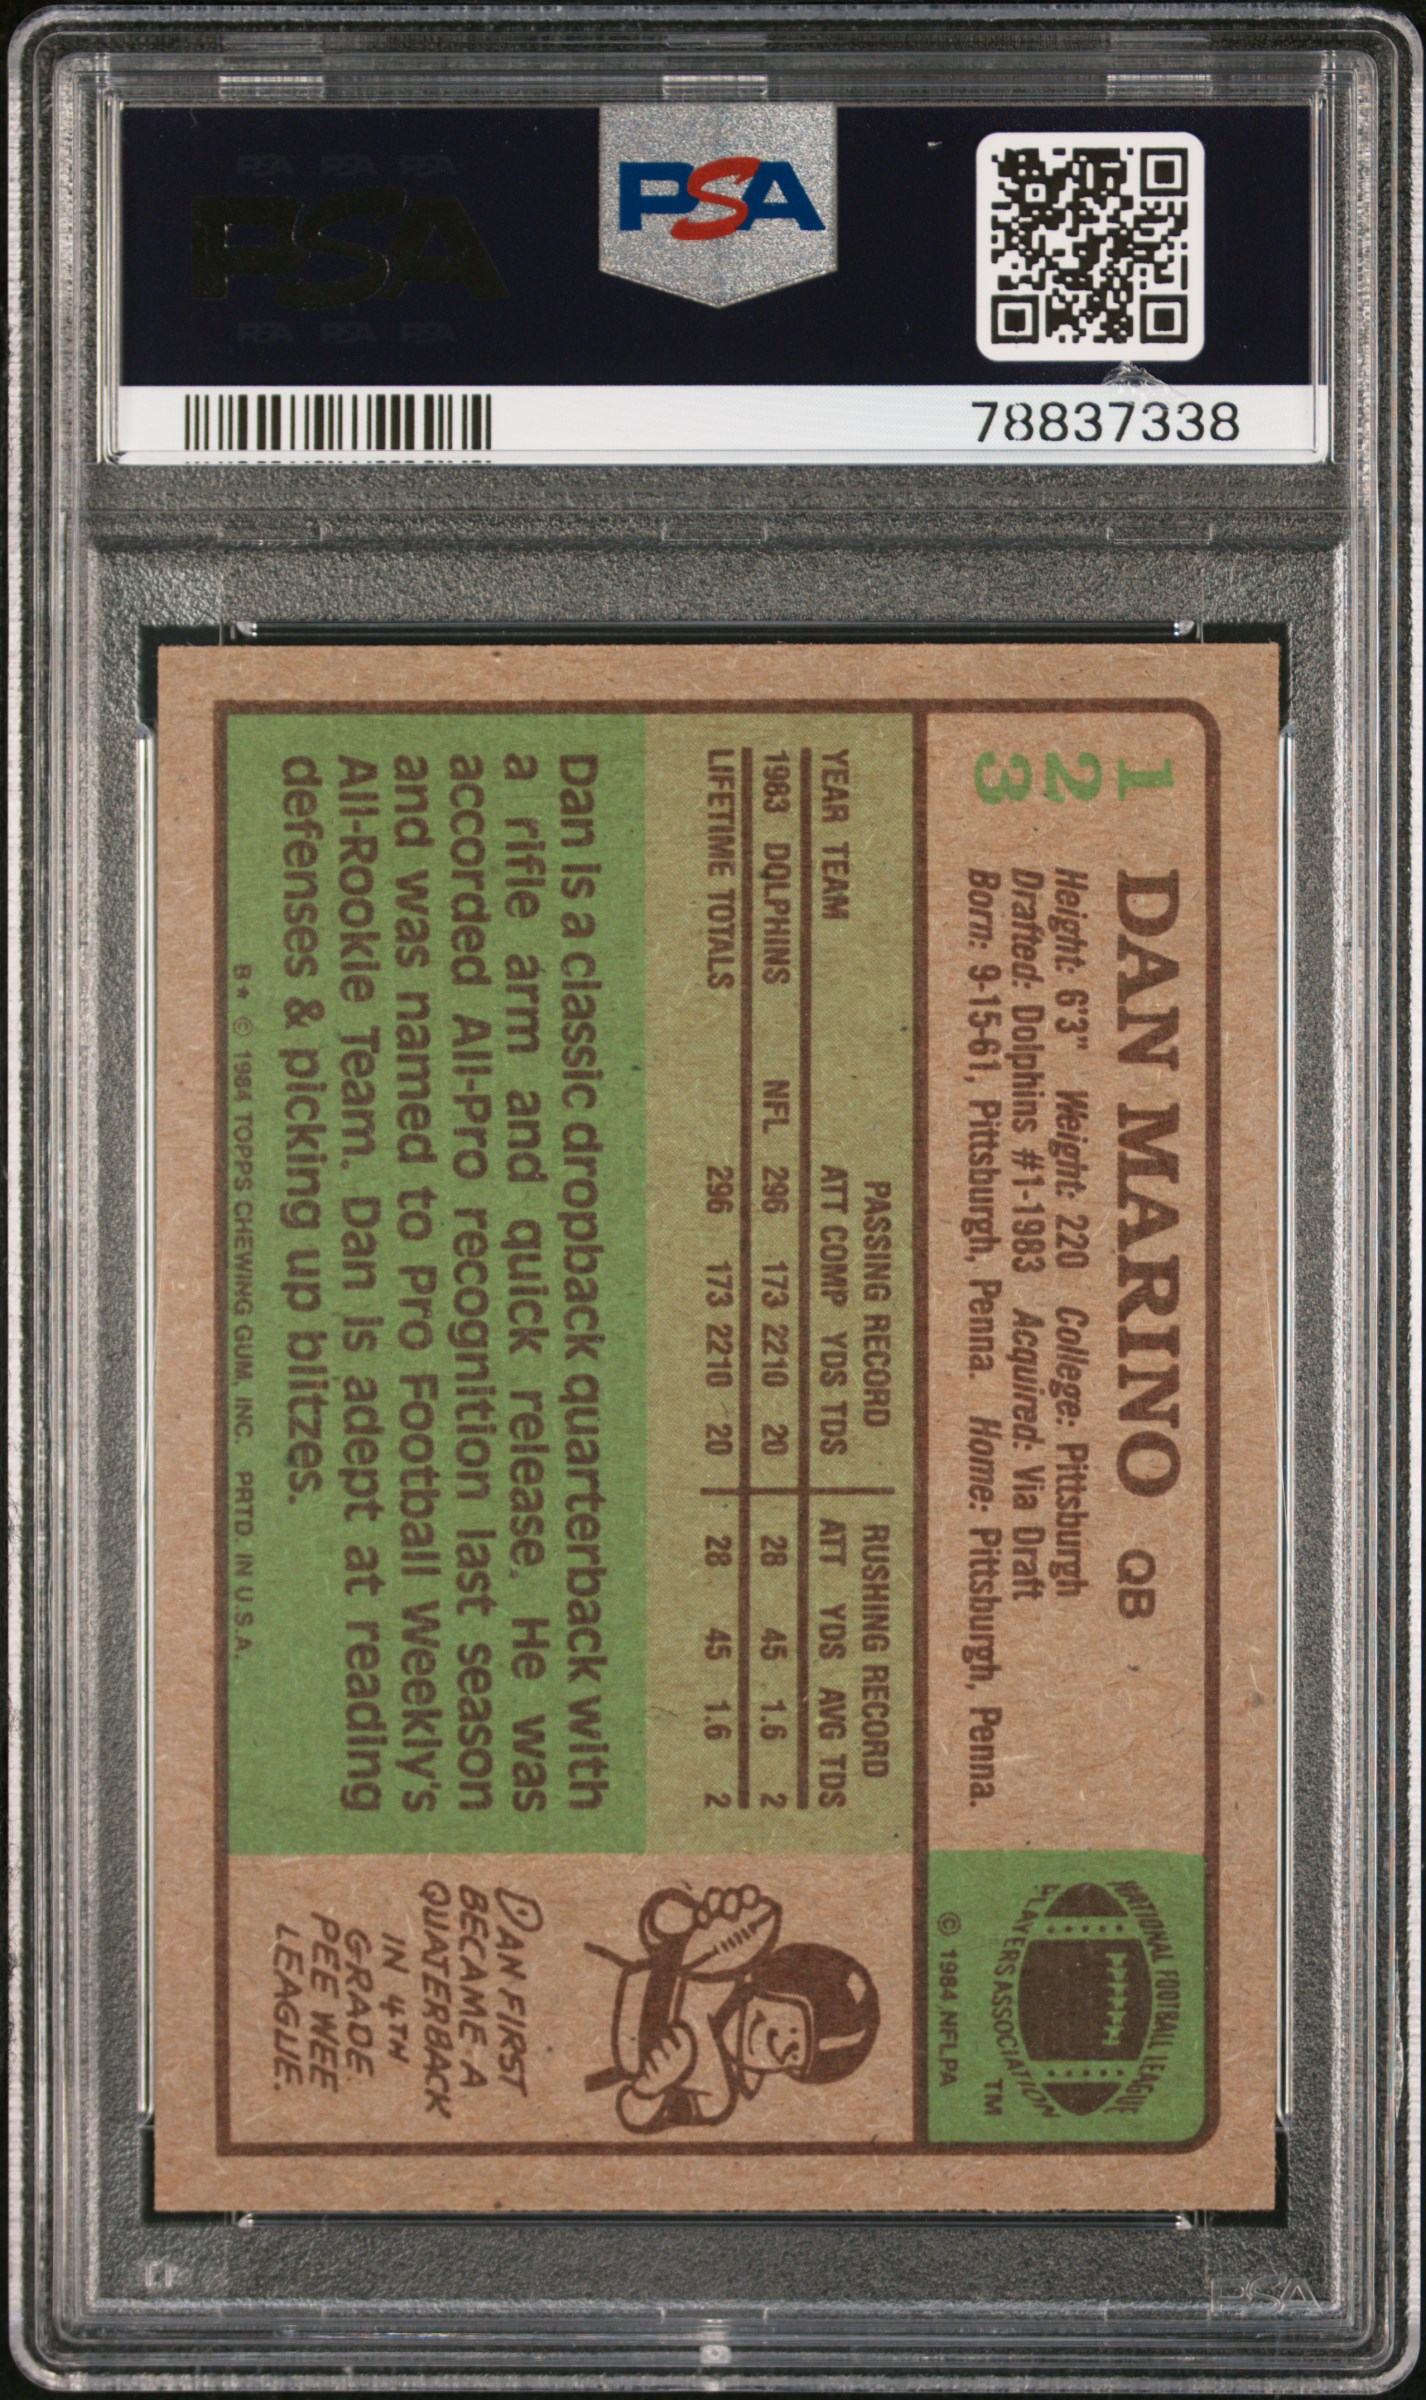 PSA PSA PSA
PSA
PSA PSA PSA
PSA
78837338
123
DAN MARINO QB
Height: 6'3" Weight: 220 College: Pittsburgh
Drafted: Dolphins #1-1983 Acquired: Via Draft
Born: 9-15-61, Pittsburgh, Penna. Home: Pittsburgh, Penna.
NATIONAL FOOTBALL LEAGUE
PLAYERS ASSOCIATION
TM
© 1984 NFLPA
PASSING RECORD RUSHING RECORD
YEAR TEAM ATT COMP YDS TDS ATT YDS AVG TDS
1983 DOLPHINS NFL 296 173 2210 20 28 45 1.6 2
LIFETIME TOTALS 296 173 2210 20 28 45 1.6 2
Dan is a classic dropback quarterback with
a rifle arm and quick release. He was
accorded All-Pro recognition last season
and was named to Pro Football Weekly's
All-Rookie Team. Dan is adept at reading
defenses & picking up blitzes.
B* © 1984 TOPPS CHEWING GUM, INC. PRTD. IN U.S.A.
DAN FIRST
BECAME A
QUATERBACK
IN 4TH
GRADE
PEE WEE
LEAGUE.
PSA